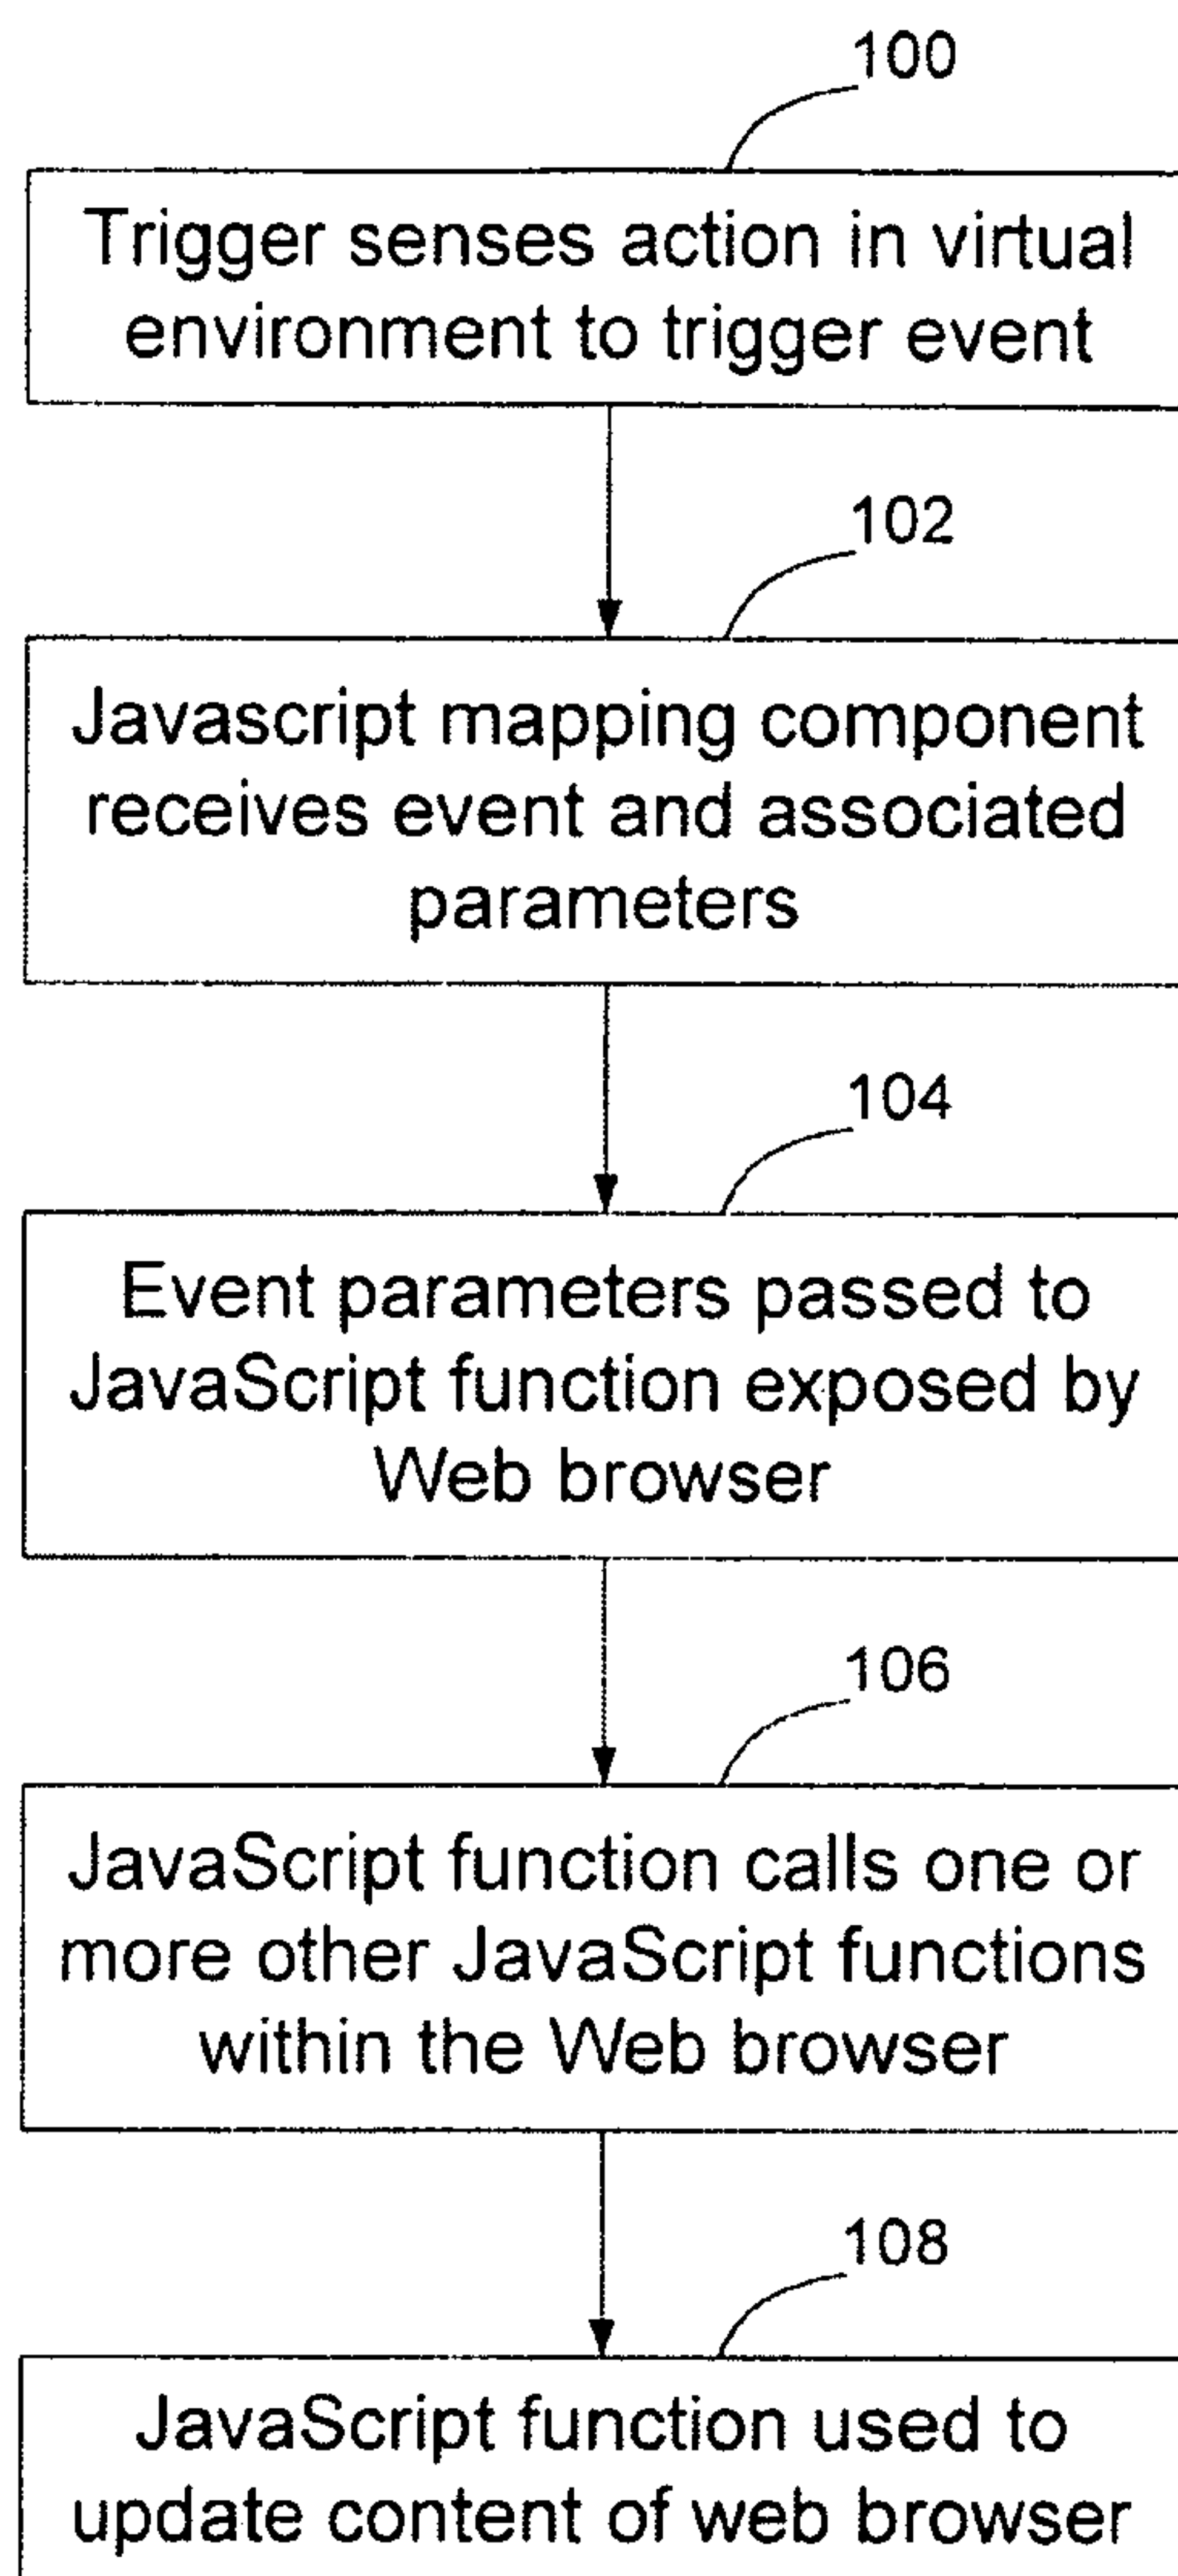 100
Trigger senses action in virtual
environment to trigger event
102
Javascript mapping component
receives event and associated
parameters
104
Event parameters passed to
JavaScript function exposed by
Web browser
106
JavaScript function calls one or
more other JavaScript functions
within the Web browser
108
JavaScript function used to
update content of web browser